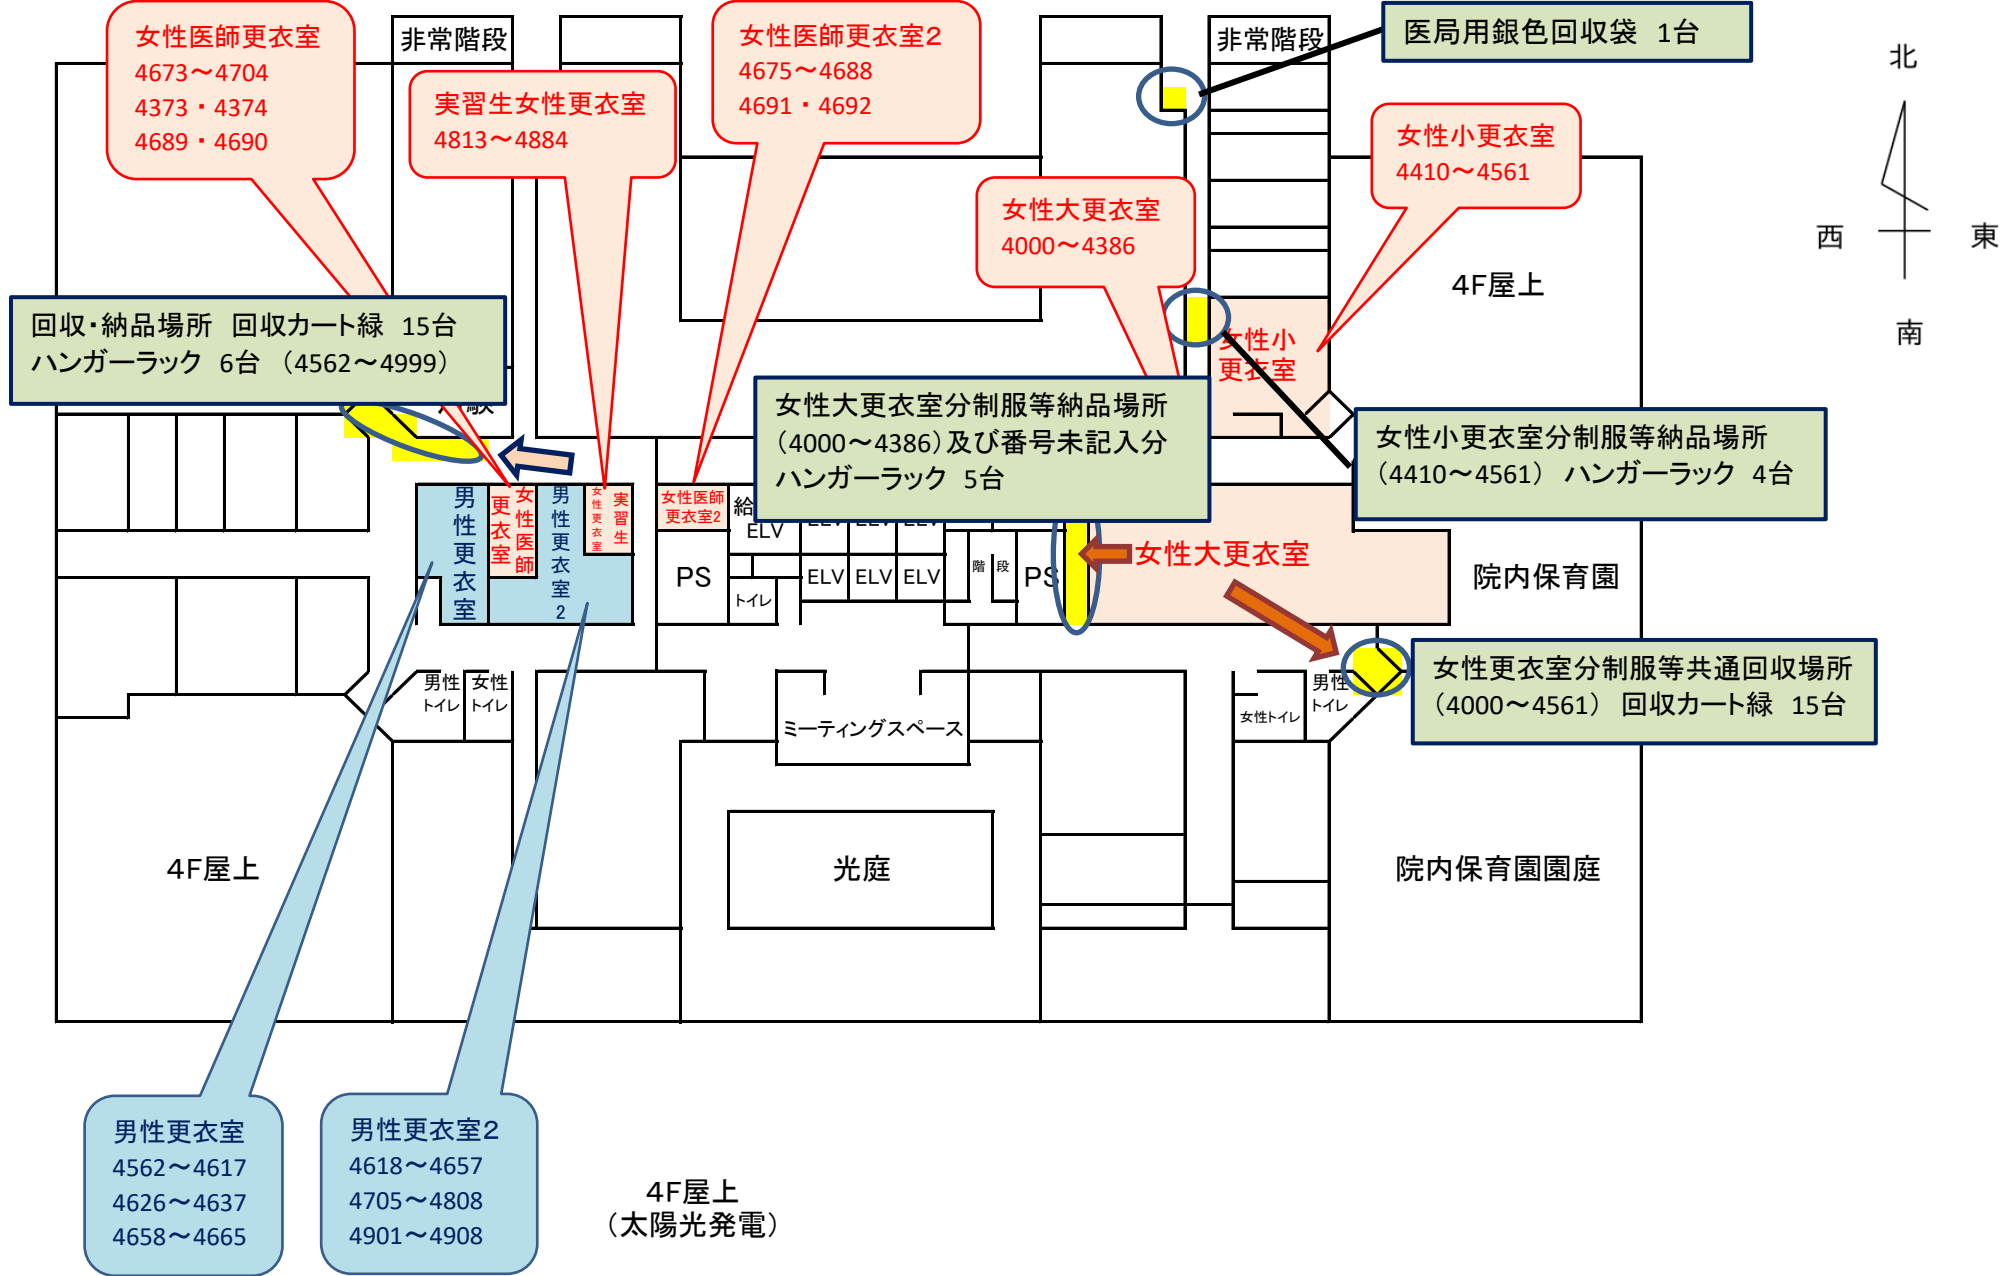 女性医師更衣室
4673～4704
4373・4374
4689・4690
非常階段
実習生女性更衣室
4813～4884
女性医師更衣室2
4675～4688
4691・4692
非常階段
医局用銀色回収袋 1台
北
西
東
南
女性小更衣室
4410～4561
女性大更衣室
4000～4386
4F屋上
回収・納品場所 回収カート緑 15台
ハンガーラック 6台 （4562～4999）
女性小
更衣室
女性大更衣室分制服等納品場所
（4000～4386）及び番号未記入分
ハンガーラック 5台
女性小更衣室分制服等納品場所
（4410～4561） ハンガーラック 4台
男性更衣室
女性医師
更衣室
男性更衣室2
実習生
女性更衣室
女性医師
更衣室2
給
ELV
ELV
ELV
ELV
PS
トイレ
ELV
ELV
ELV
階段
PS
女性大更衣室
院内保育園
女性更衣室分制服等共通回収場所
（4000～4561） 回収カート緑 15台
男性
トイレ
女性
トイレ
ミーティングスペース
女性トイレ
男性
トイレ
4F屋上
光庭
院内保育園園庭
男性更衣室
4562～4617
4626～4637
4658～4665
男性更衣室2
4618～4657
4705～4808
4901～4908
4F屋上
（太陽光発電）